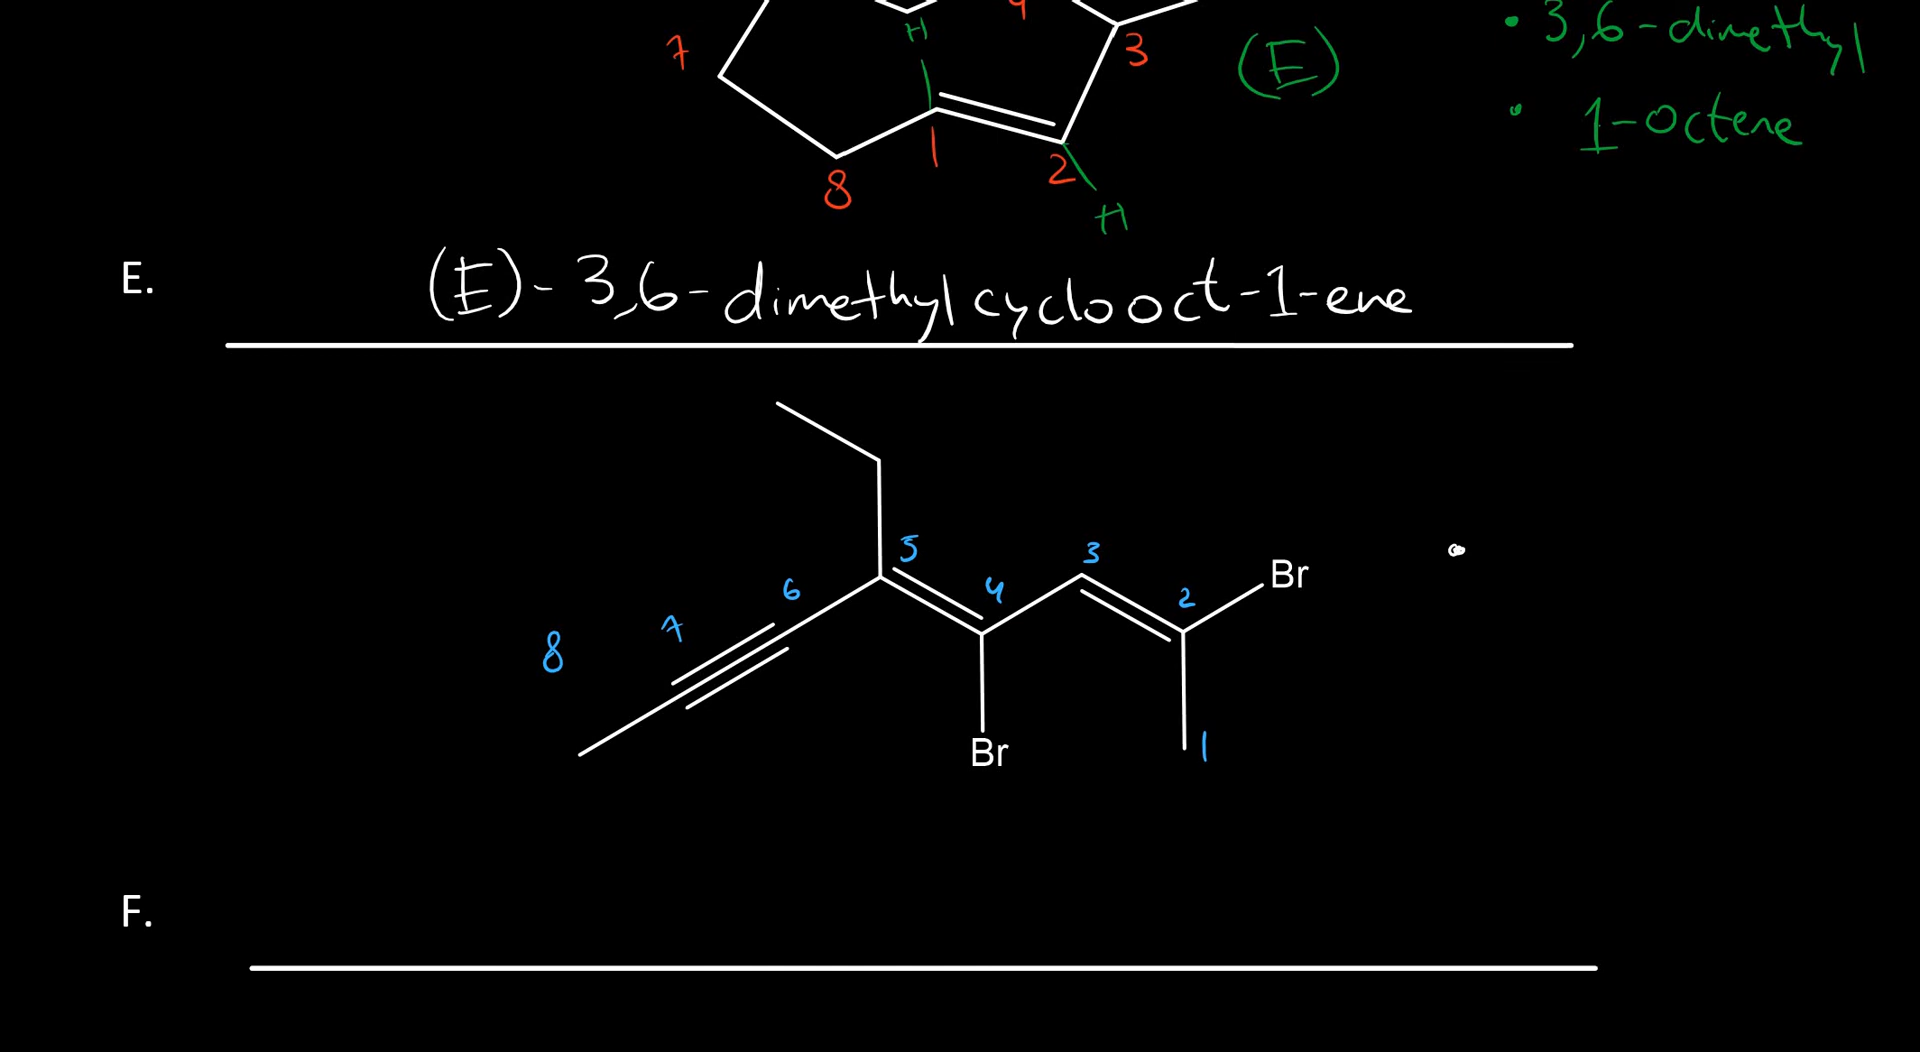 7
H
4
3
(E)
• 3,6-dimethyl
• 1-octene
1
2
8
H
E.
(E)-3,6-dimethylcyclooct-1-ene
5
4
3
Br
2
6
7
8
Br
1
F.